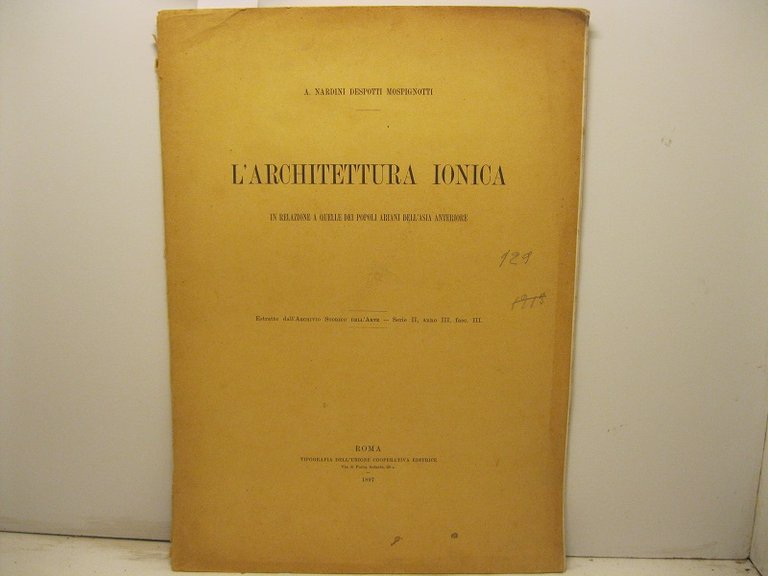 A. NARDINI DESPOTTI MOSPIGNOTTI
L'ARCHITETTURA IONICA
IN RELAZIONE A QUELLE DEI POPOLI ARIANI DELL'ASIA ANTERIORE
129
Estratto dall'ARCHIVIO STORICO DELL'ARTE — Serie II, anno III, fasc. III.
ROMA
TIPOGRAFIA DELL'UNIONE COOPERATIVA EDITRICE
Via
1897